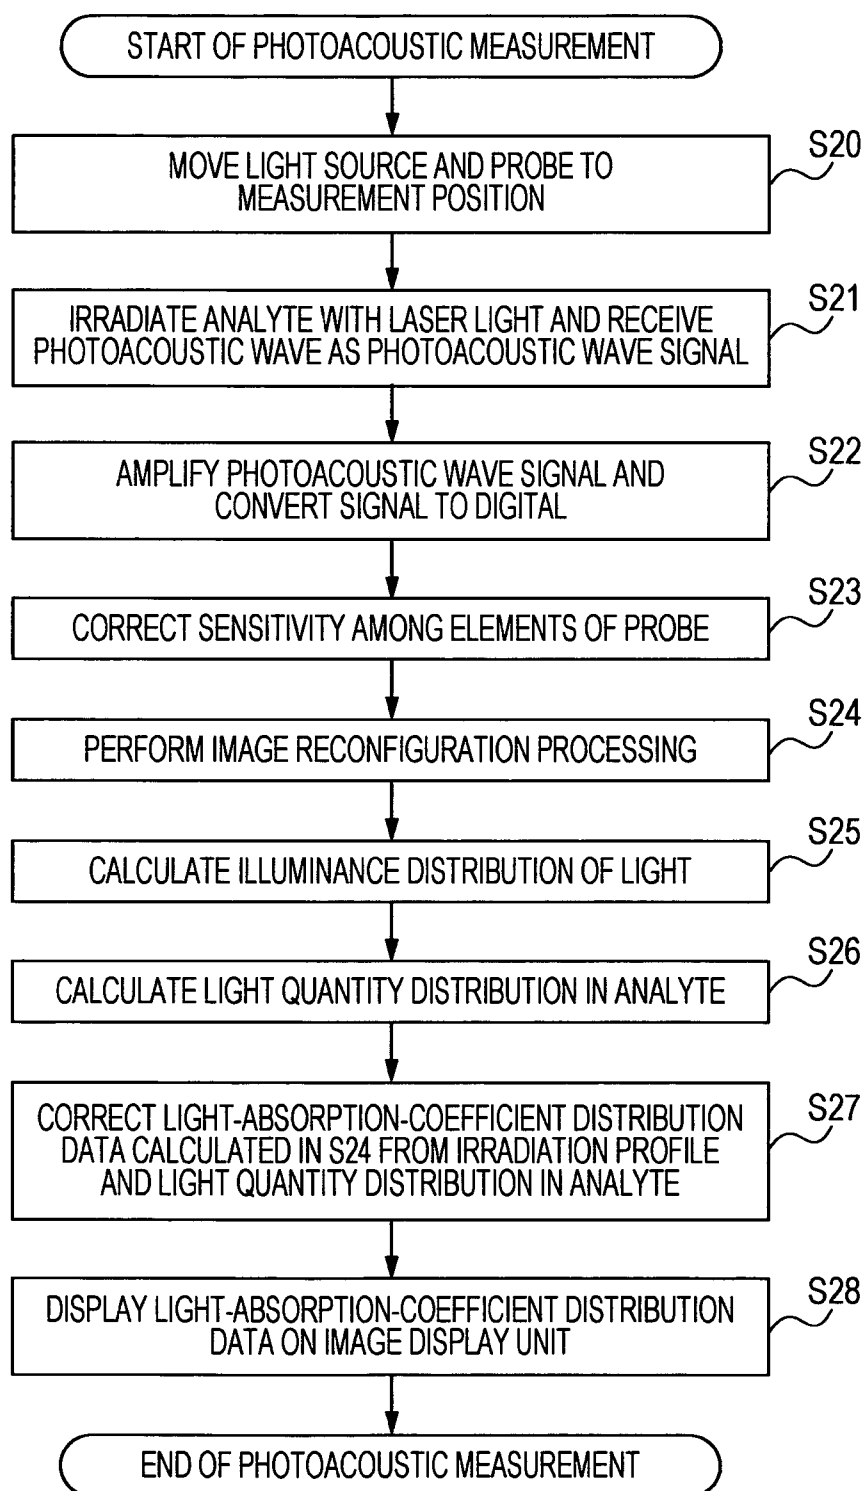 START OF PHOTOACOUSTIC MEASUREMENT
S20
MOVE LIGHT SOURCE AND PROBE TO
MEASUREMENT POSITION
S21
IRRADIATE ANALYTE WITH LASER LIGHT AND RECEIVE
PHOTOACOUSTIC WAVE AS PHOTOACOUSTIC WAVE SIGNAL
S22
AMPLIFY PHOTOACOUSTIC WAVE SIGNAL AND
CONVERT SIGNAL TO DIGITAL
S23
CORRECT SENSITIVITY AMONG ELEMENTS OF PROBE
S24
PERFORM IMAGE RECONFIGURATION PROCESSING
S25
CALCULATE ILLUMINANCE DISTRIBUTION OF LIGHT
S26
CALCULATE LIGHT QUANTITY DISTRIBUTION IN ANALYTE
S27
CORRECT LIGHT-ABSORPTION-COEFFICIENT DISTRIBUTION
DATA CALCULATED IN S24 FROM IRRADIATION PROFILE
AND LIGHT QUANTITY DISTRIBUTION IN ANALYTE
S28
DISPLAY LIGHT-ABSORPTION-COEFFICIENT DISTRIBUTION
DATA ON IMAGE DISPLAY UNIT
END OF PHOTOACOUSTIC MEASUREMENT